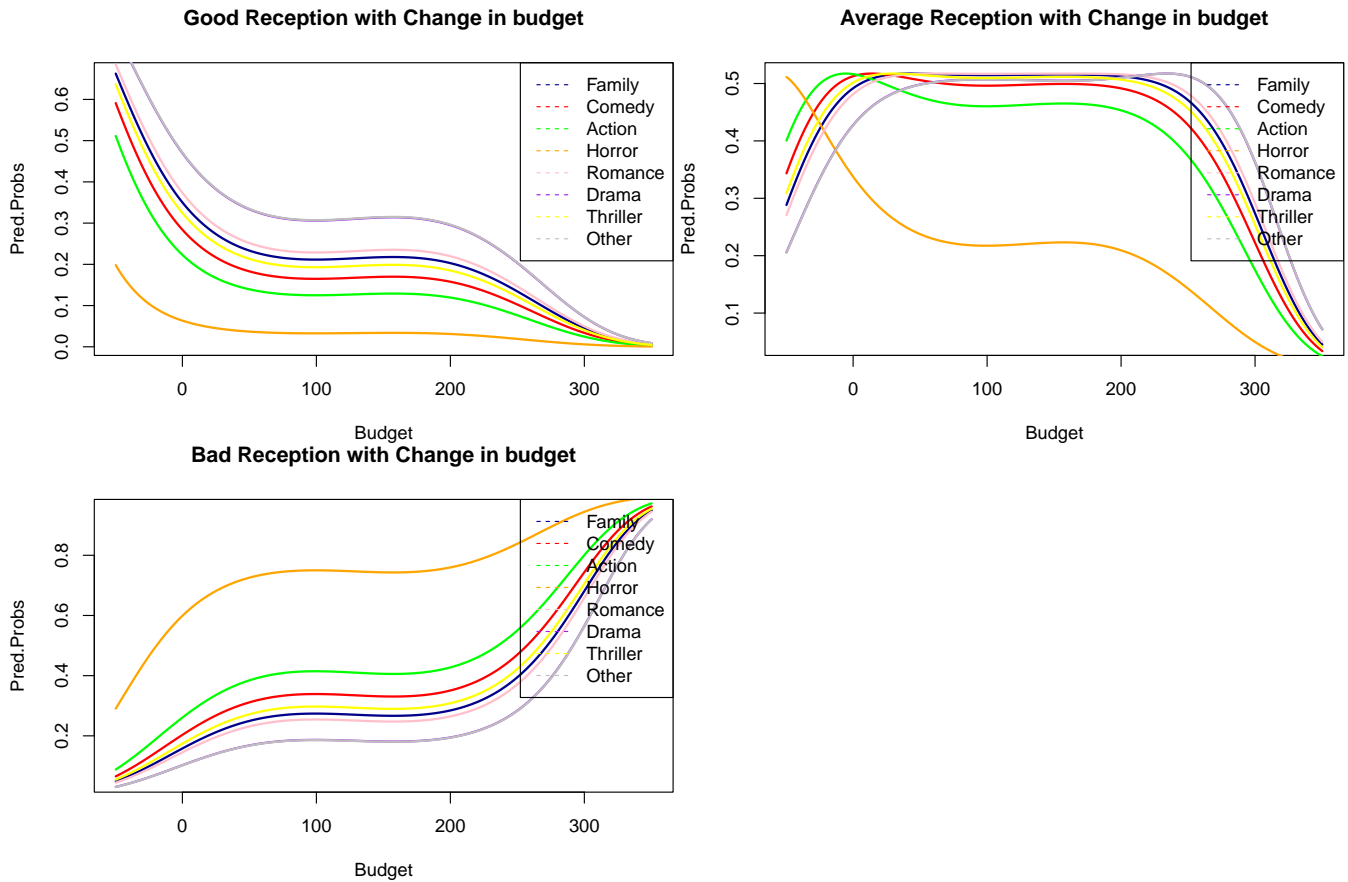 Good Reception with Change in budget
Pred.Probs
0.0 0.1 0.2 0.3 0.4 0.5 0.6
Family
Comedy
Action
Horror
Romance
Drama
Thriller
Other
0 100 200 300
Budget
Average Reception with Change in budget
Pred.Probs
0.1 0.2 0.3 0.4 0.5
Family
Comedy
Action
Horror
Romance
Drama
Thriller
Other
0 100 200 300
Budget
Bad Reception with Change in budget
Pred.Probs
0.2 0.4 0.6 0.8
Family
Comedy
Action
Horror
Romance
Drama
Thriller
Other
0 100 200 300
Budget